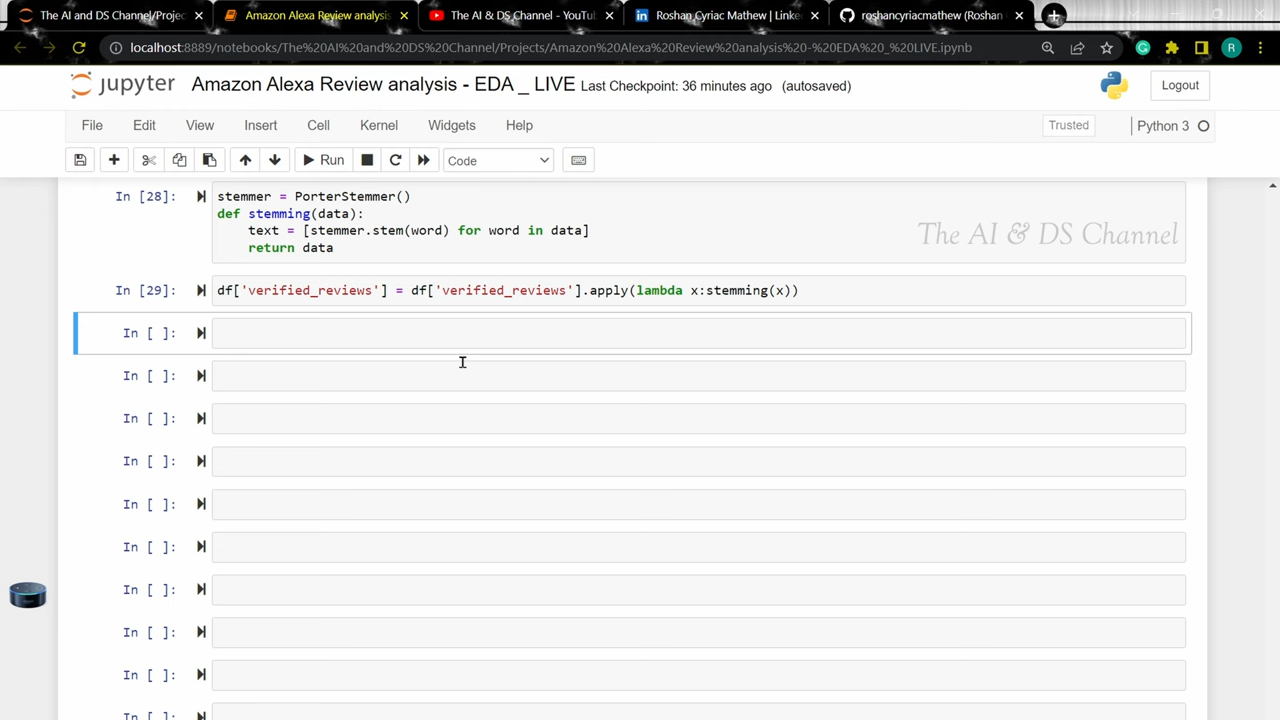 The AI and DS Channel/Projec
Amazon Alexa Review analysis
The AI & DS Channel - YouTu
Roshan Cyriac Mathew | Linke
roshancyriacmathew (Roshan
localhost:8889/notebooks/The%20AI%20and%20DS%20Channel/Projects/Amazon%20Alexa%20Review%20analysis%20-%20EDA%20_%20LIVE.ipynb
R
jupyter Amazon Alexa Review analysis - EDA _ LIVE Last Checkpoint: 36 minutes ago (autosaved)
Logout
File Edit View Insert Cell Kernel Widgets Help
Trusted
Python 3
Run
Code
In [28]:
stemmer = PorterStemmer()
def stemming(data):
    text = [stemmer.stem(word) for word in data]
    return data
The AI & DS Channel
In [29]: df['verified_reviews'] = df['verified_reviews'].apply(lambda x:stemming(x))
In [ ]:
In [ ]:
In [ ]:
In [ ]:
In [ ]:
In [ ]:
In [ ]:
In [ ]:
In [ ]:
In [ ]: